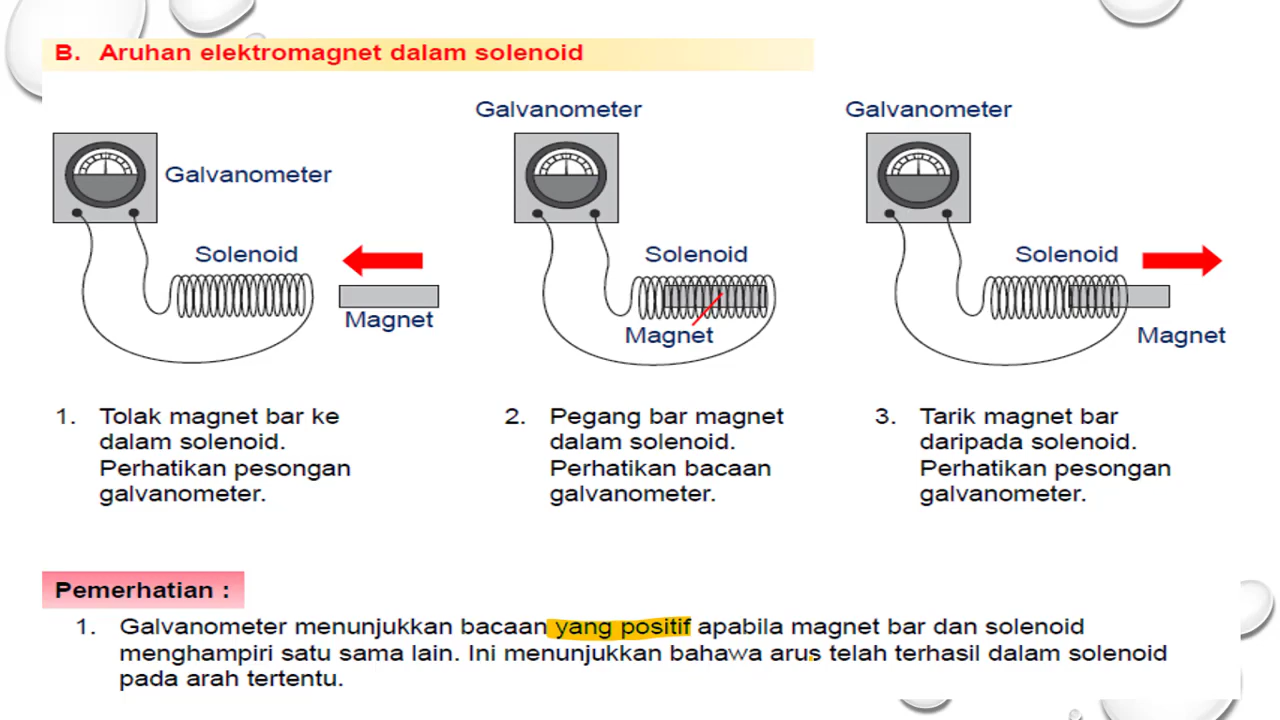 B. Aruhan elektromagnet dalam solenoid
Galvanometer
Galvanometer
Galvanometer
Solenoid
Solenoid
Solenoid
Magnet
Magnet
Magnet
1. Tolak magnet bar ke
dalam solenoid.
Perhatikan pesongan
galvanometer.
2. Pegang bar magnet
dalam solenoid.
Perhatikan bacaan
galvanometer.
3. Tarik magnet bar
daripada solenoid.
Perhatikan pesongan
galvanometer.
Pemerhatian :
1. Galvanometer menunjukkan bacaan yang positif apabila magnet bar dan solenoid
menghampiri satu sama lain. Ini menunjukkan bahawa arus telah terhasil dalam solenoid
pada arah tertentu.